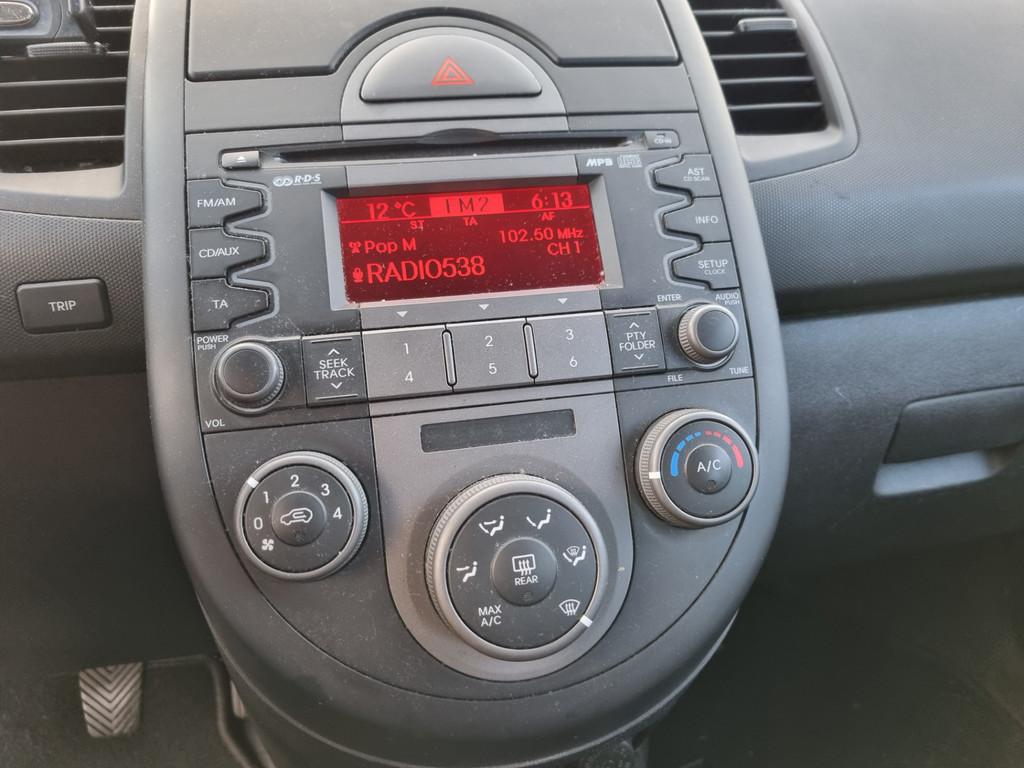 CD-IN
R·D·S
MP3
FM/AM
AST
CD SCAN
12 °C FM2 6:13
ST TA AF
Pop M 102.50 MHz
CH 1
RADIO538
CD/AUX
INFO
TA
SETUP
CLOCK
TRIP
POWER
PUSH
SEEK
TRACK
1 2 3
4 5 6
PTY
FOLDER
ENTER
AUDIO
PUSH
VOL
FILE
TUNE
0 1 2 3 4
A/C
REAR
MAX
A/C